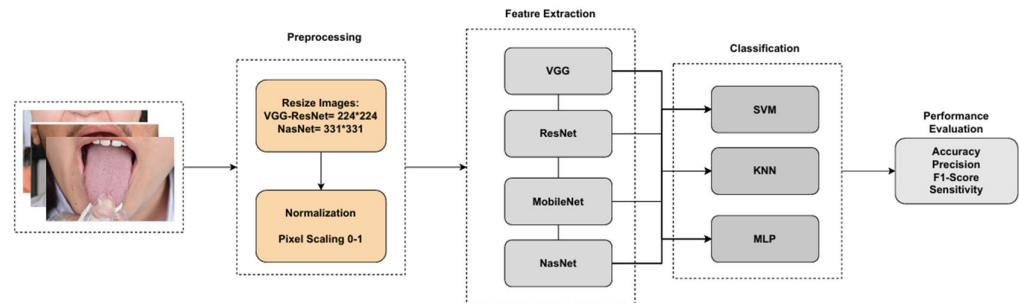 Preprocessing
Resize Images:
VGG-ResNet= 224*224
NasNet= 331*331
Normalization
Pixel Scaling 0-1
Feature Extraction
VGG
ResNet
MobileNet
NasNet
Classification
SVM
KNN
MLP
Performance
Evaluation
Accuracy
Precision
F1-Score
Sensitivity